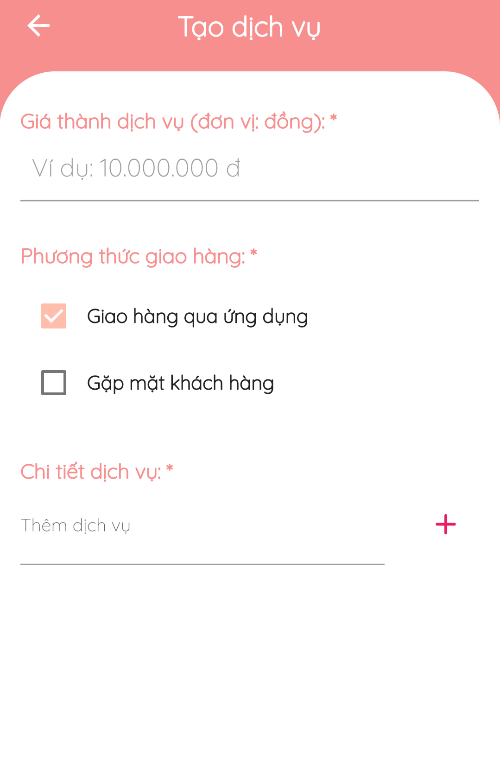 Tạo dịch vụ
Giá thành dịch vụ (đơn vị: đồng): *
Ví dụ: 10.000.000 đ
Phương thức giao hàng: *
Giao hàng qua ứng dụng
Gặp mặt khách hàng
Chi tiết dịch vụ: *
Thêm dịch vụ